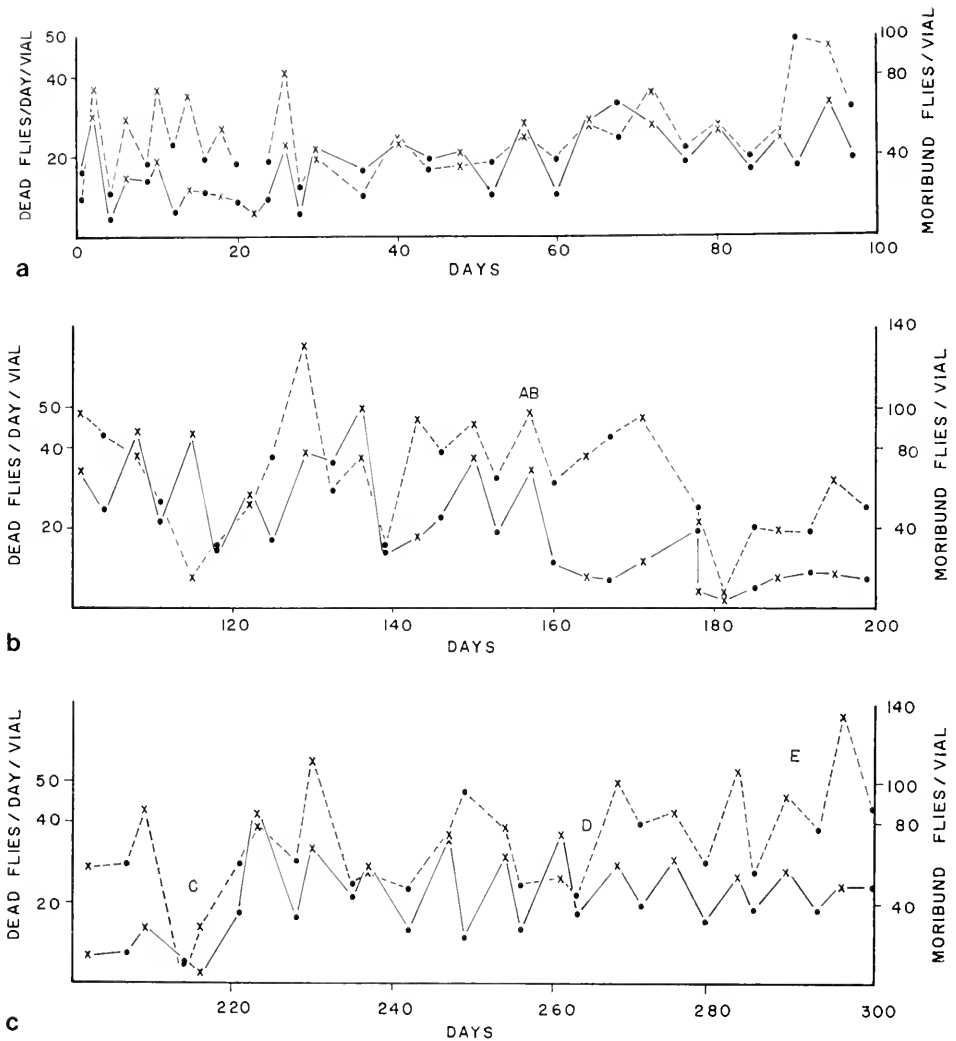 DEAD FLIES/DAY/VIAL
50
40
20
100
80
40
MORIBUND FLIES/VIAL
0 20 40 60 80 100
DAYS
a
DEAD FLIES/DAY/VIAL
50
40
20
AB
140
100
80
40
MORIBUND FLIES/VIAL
120 140 160 180 200
DAYS
b
DEAD FLIES/DAY/VIAL
50
40
20
C
D
E
140
100
80
40
MORIBUND FLIES/VIAL
220 240 260 280 300
DAYS
c